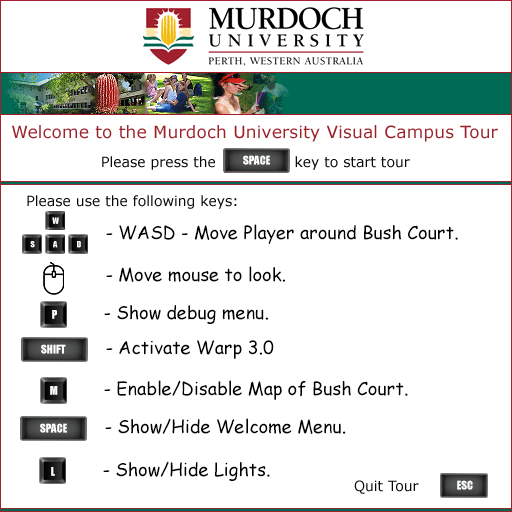 MURDOCH
UNIVERSITY
PERTH, WESTERN AUSTRALIA
Welcome to the Murdoch University Visual Campus Tour
Please press the SPACE key to start tour
Please use the following keys:
W
S A D - WASD - Move Player around Bush Court.
- Move mouse to look.
P - Show debug menu.
SHIFT - Activate Warp 3.0
M - Enable/Disable Map of Bush Court.
SPACE - Show/Hide Welcome Menu.
L - Show/Hide Lights.
Quit Tour ESC